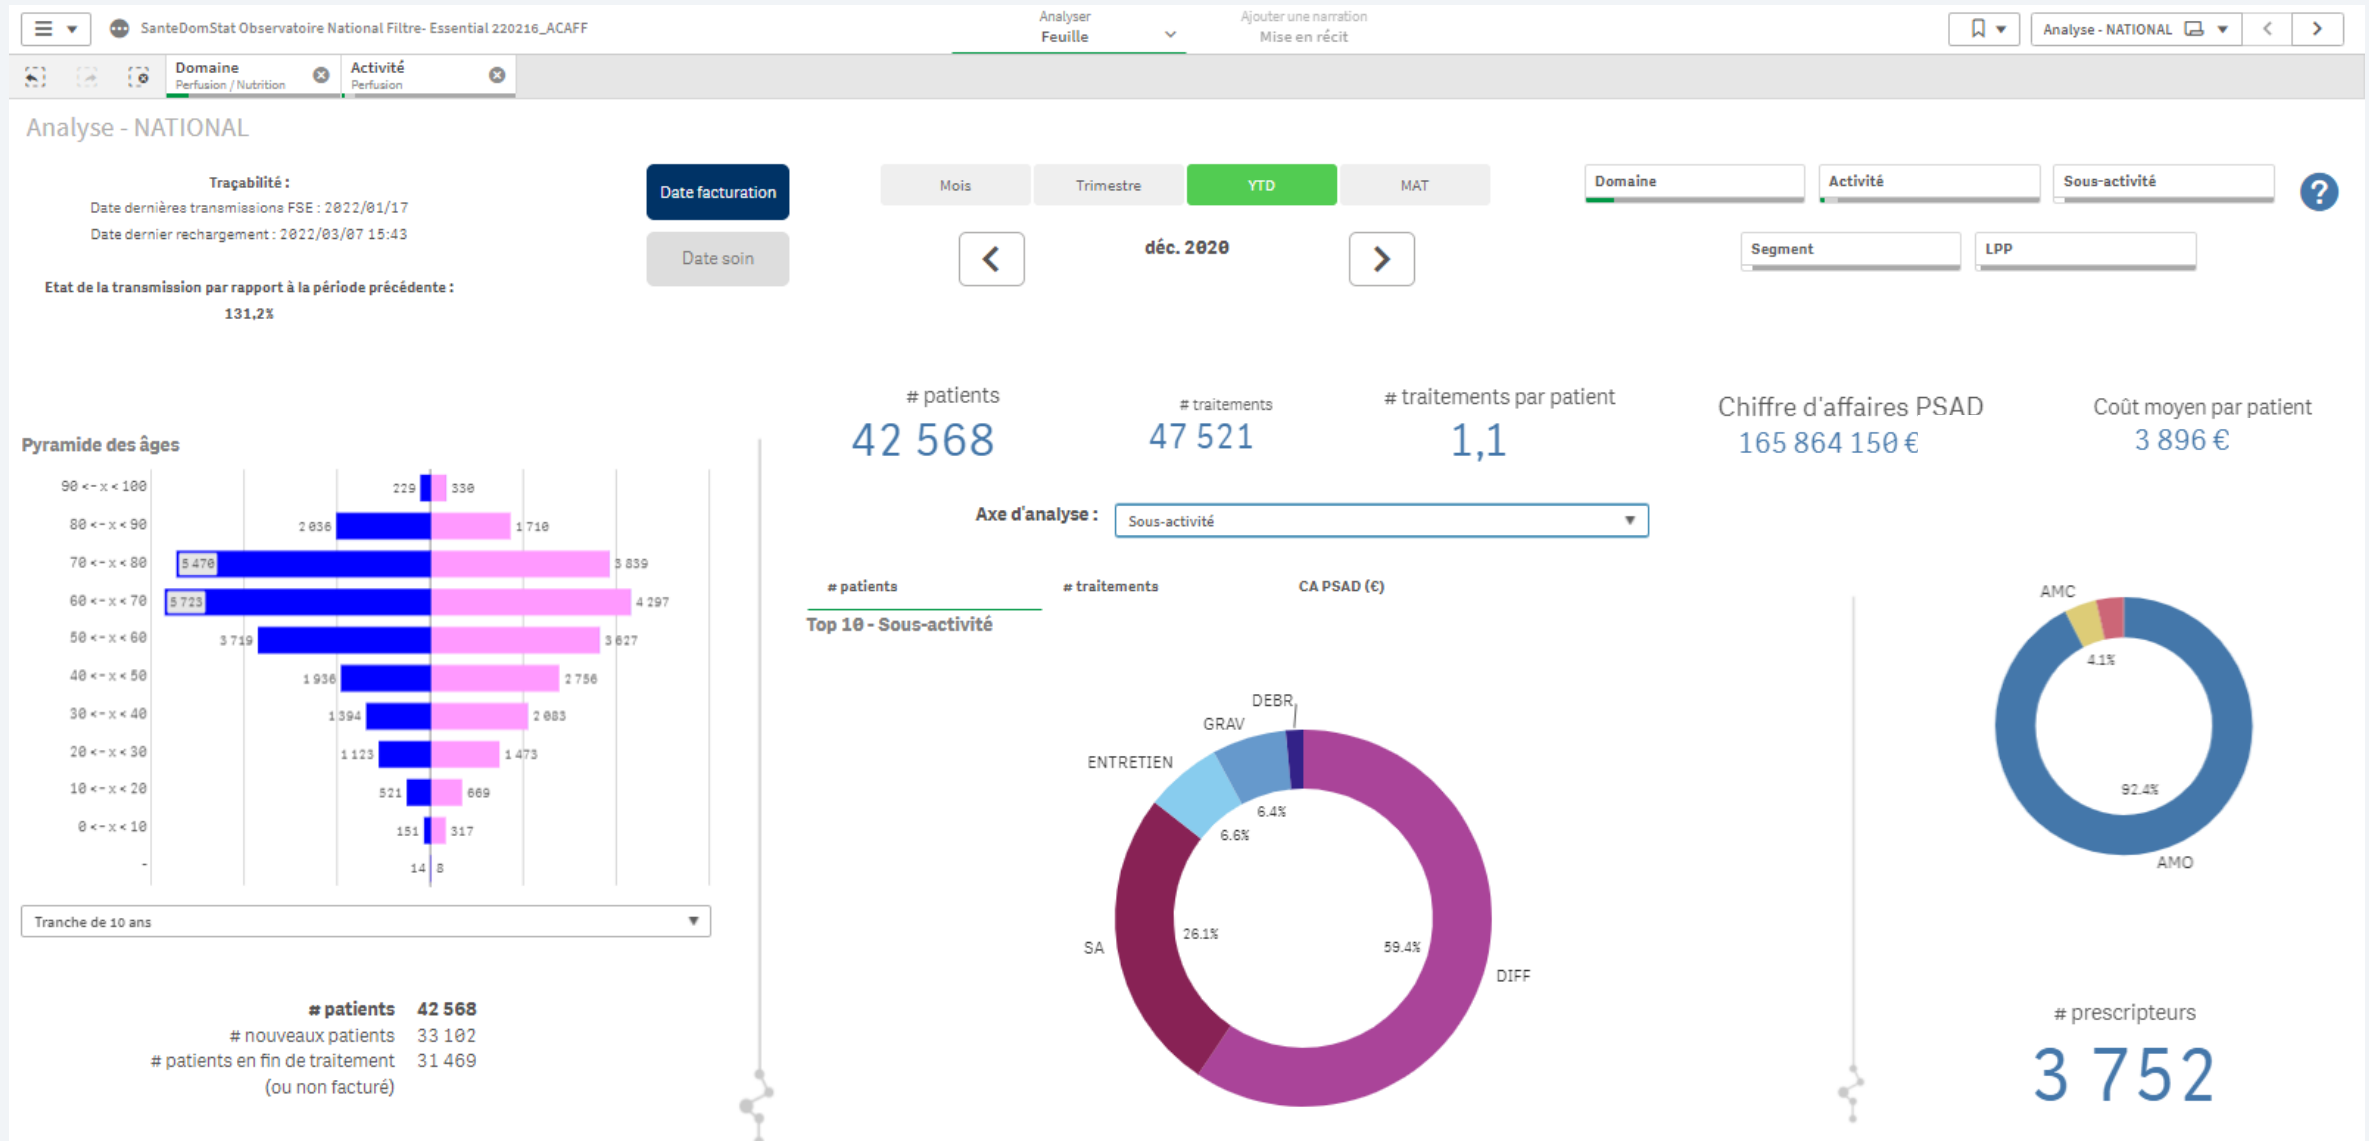 SanteDomStat Observatoire National Filtre- Essential 220216_ACAFF
Analyser
Feuille
Ajouter une narration
Mise en récit
Analyse - NATIONAL
Domaine
Perfusion / Nutrition
Activité
Perfusion
Analyse - NATIONAL
Traçabilité :
Date dernières transmissions FSE : 2022/01/17
Date dernier rechargement : 2022/03/07 15:43
Etat de la transmission par rapport à la période précédente :
131,2%
Date facturation
Date soin
Mois
Trimestre
YTD
MAT
déc. 2020
Domaine
Activité
Sous-activité
?
Segment
LPP
# patients
42 568
# traitements
47 521
# traitements par patient
1,1
Chiffre d'affaires PSAD
165 864 150 €
Coût moyen par patient
3 896 €
Pyramide des âges
90 <- x < 100
229
330
80 <- x < 90
2 036
1 710
70 <- x < 80
5 470
3 839
60 <- x < 70
5 723
4 297
50 <- x < 60
3 719
3 627
40 <- x < 50
1 936
2 756
30 <- x < 40
1 394
2 083
20 <- x < 30
1 123
1 473
10 <- x < 20
521
669
0 <- x < 10
151
317
-
14
8
Tranche de 10 ans
# patients 42 568
# nouveaux patients 33 102
# patients en fin de traitement 31 469
(ou non facturé)
Axe d'analyse :
Sous-activité
# patients
# traitements
CA PSAD (€)
Top 10 - Sous-activité
DEBR
GRAV
ENTRETIEN
6.4%
6.6%
SA
26.1%
59.4%
DIFF
AMC
4.1%
92.4%
AMO
# prescripteurs
3 752